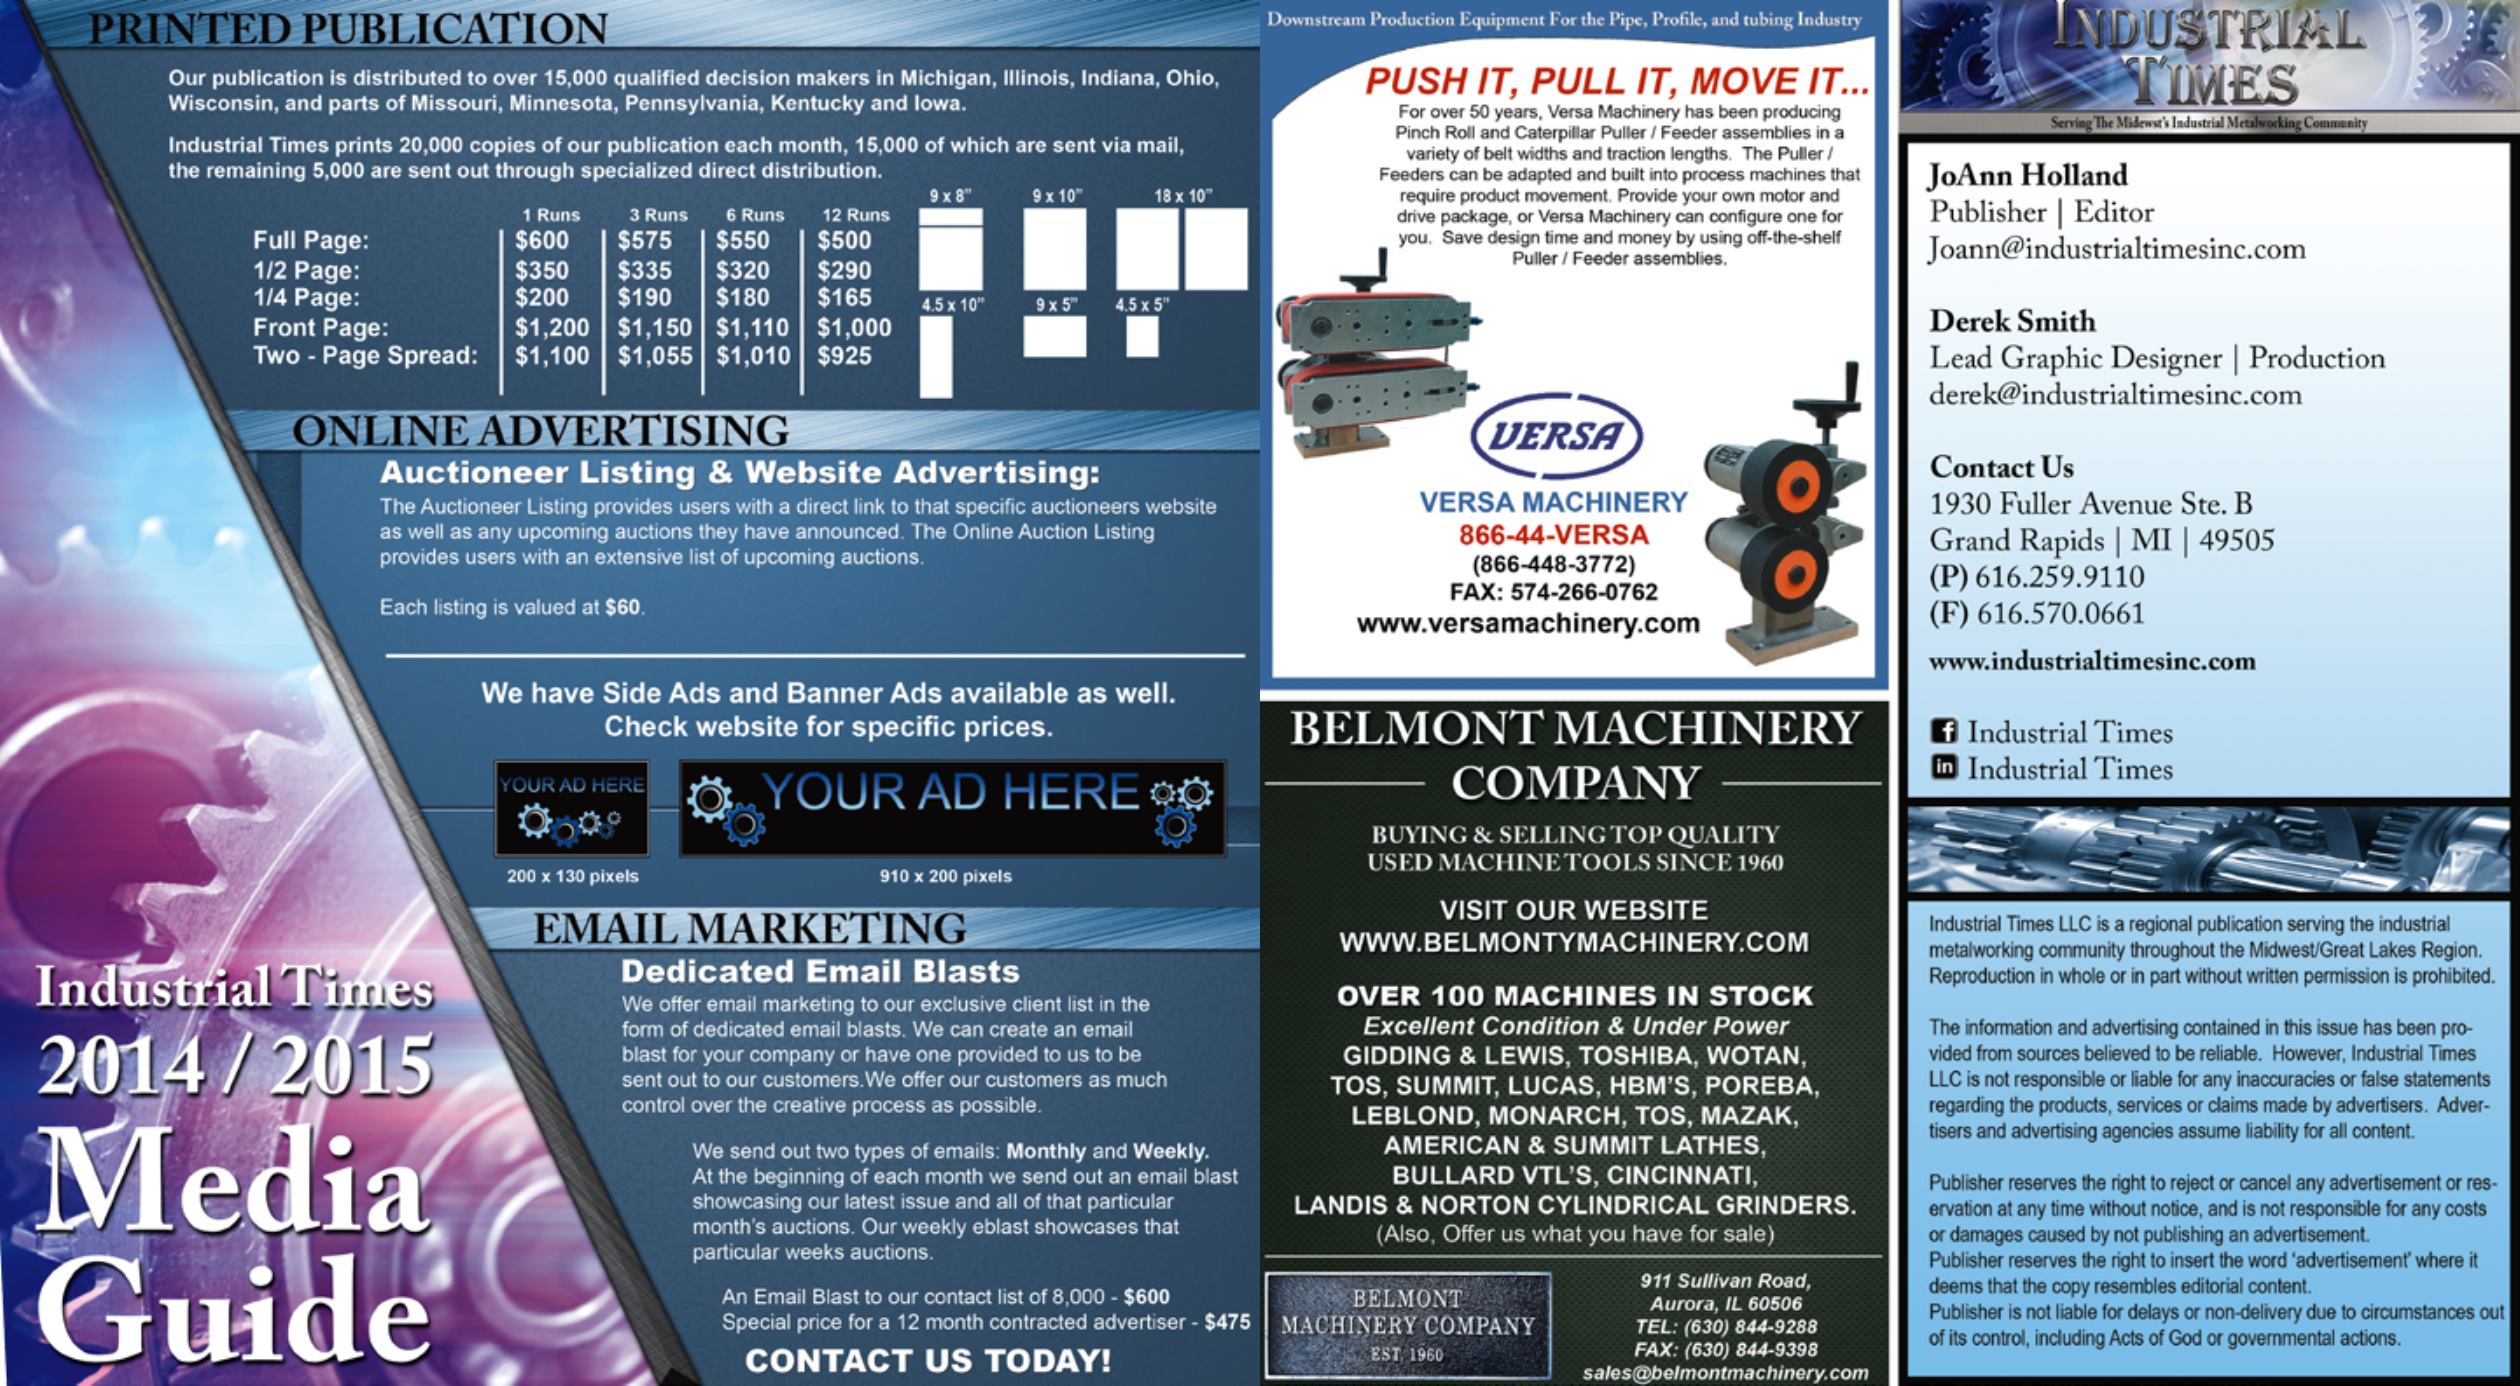 PRINTED PUBLICATION
Our publication is distributed to over 15,000 qualified decision makers in Michigan, Illinois, Indiana, Ohio,
Wisconsin, and parts of Missouri, Minnesota, Pennsylvania, Kentucky and Iowa.
Industrial Times prints 20,000 copies of our publication each month, 15,000 of which are sent via mail,
the remaining 5,000 are sent out through specialized direct distribution.
1 Runs 3 Runs 6 Runs 12 Runs
Full Page: $600 $575 $550 $500
1/2 Page: $350 $335 $320 $290
1/4 Page: $200 $190 $180 $165
Front Page: $1,200 $1,150 $1,110 $1,000
Two - Page Spread: $1,100 $1,055 $1,010 $925
9 x 8" 9 x 10" 18 x 10"
4.5 x 10" 9 x 5" 4.5 x 5"
ONLINE ADVERTISING
Auctioneer Listing & Website Advertising:
The Auctioneer Listing provides users with a direct link to that specific auctioneers website
as well as any upcoming auctions they have announced. The Online Auction Listing
provides users with an extensive list of upcoming auctions.
Each listing is valued at $60.
We have Side Ads and Banner Ads available as well.
Check website for specific prices.
YOUR AD HERE
YOUR AD HERE
200 x 130 pixels
910 x 200 pixels
EMAIL MARKETING
Dedicated Email Blasts
We offer email marketing to our exclusive client list in the
form of dedicated email blasts. We can create an email
blast for your company or have one provided to us to be
sent out to our customers.We offer our customers as much
control over the creative process as possible.
We send out two types of emails: Monthly and Weekly.
At the beginning of each month we send out an email blast
showcasing our latest issue and all of that particular
month's auctions. Our weekly eblast showcases that
particular weeks auctions.
An Email Blast to our contact list of 8,000 - $600
Special price for a 12 month contracted advertiser - $475
CONTACT US TODAY!
Industrial Times
2014 / 2015
Media
Guide
Downstream Production Equipment For the Pipe, Profile, and tubing Industry
PUSH IT, PULL IT, MOVE IT...
For over 50 years, Versa Machinery has been producing
Pinch Roll and Caterpillar Puller / Feeder assemblies in a
variety of belt widths and traction lengths. The Puller /
Feeders can be adapted and built into process machines that
require product movement. Provide your own motor and
drive package, or Versa Machinery can configure one for
you. Save design time and money by using off-the-shelf
Puller / Feeder assemblies.
VERSA
VERSA MACHINERY
866-44-VERSA
(866-448-3772)
FAX: 574-266-0762
www.versamachinery.com
BELMONT MACHINERY
COMPANY
BUYING & SELLING TOP QUALITY
USED MACHINE TOOLS SINCE 1960
VISIT OUR WEBSITE
WWW.BELMONTYMACHINERY.COM
OVER 100 MACHINES IN STOCK
Excellent Condition & Under Power
GIDDING & LEWIS, TOSHIBA, WOTAN,
TOS, SUMMIT, LUCAS, HBM'S, POREBA,
LEBLOND, MONARCH, TOS, MAZAK,
AMERICAN & SUMMIT LATHES,
BULLARD VTL'S, CINCINNATI,
LANDIS & NORTON CYLINDRICAL GRINDERS.
(Also, Offer us what you have for sale)
BELMONT
MACHINERY COMPANY
EST. 1960
911 Sullivan Road,
Aurora, IL 60506
TEL: (630) 844-9288
FAX: (630) 844-9398
sales@belmontmachinery.com
INDUSTRIAL
TIMES
Serving The Midewst's Industrial Metalworking Community
JoAnn Holland
Publisher | Editor
Joann@industrialtimesinc.com
Derek Smith
Lead Graphic Designer | Production
derek@industrialtimesinc.com
Contact Us
1930 Fuller Avenue Ste. B
Grand Rapids | MI | 49505
(P) 616.259.9110
(F) 616.570.0661
www.industrialtimesinc.com
f Industrial Times
in Industrial Times
Industrial Times LLC is a regional publication serving the industrial
metalworking community throughout the Midwest/Great Lakes Region.
Reproduction in whole or in part without written permission is prohibited.
The information and advertising contained in this issue has been pro-
vided from sources believed to be reliable. However, Industrial Times
LLC is not responsible or liable for any inaccuracies or false statements
regarding the products, services or claims made by advertisers. Adver-
tisers and advertising agencies assume liability for all content.
Publisher reserves the right to reject or cancel any advertisement or res-
ervation at any time without notice, and is not responsible for any costs
or damages caused by not publishing an advertisement.
Publisher reserves the right to insert the word 'advertisement' where it
deems that the copy resembles editorial content.
Publisher is not liable for delays or non-delivery due to circumstances out
of its control, including Acts of God or governmental actions.